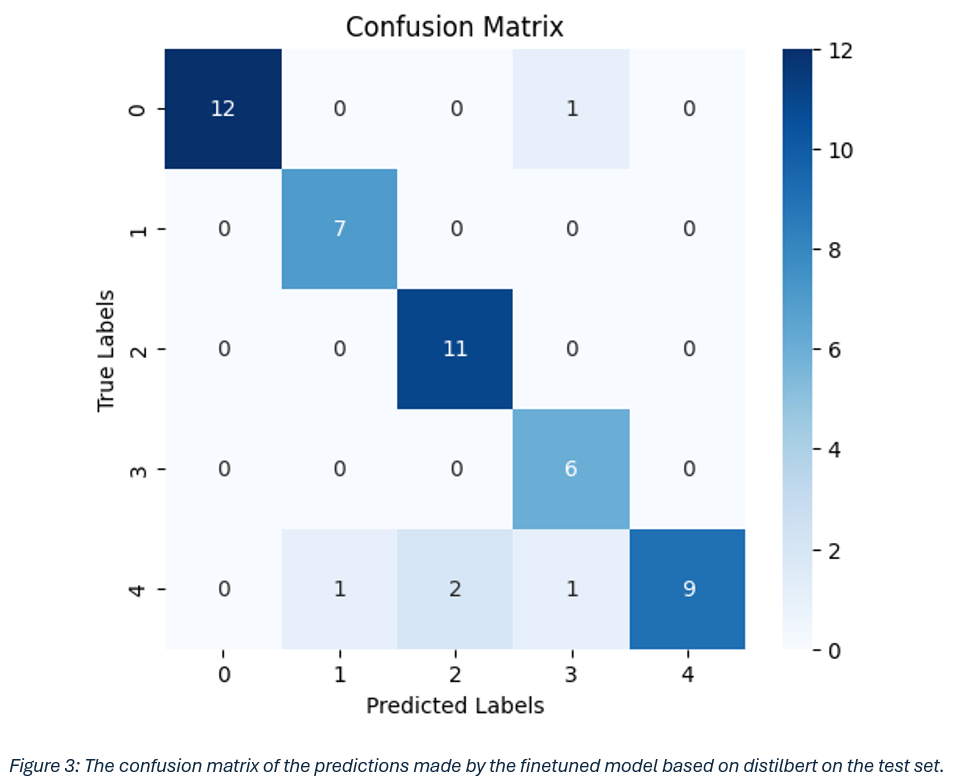 Confusion Matrix
12 0 0 1 0
0 7 0 0 0
0 0 11 0 0
0 0 0 6 0
0 1 2 1 9
0
1
2
3
4
True Labels
0 1 2 3 4
Predicted Labels
12
10
8
6
4
2
0
Figure 3: The confusion matrix of the predictions made by the finetuned model based on distilbert on the test set.